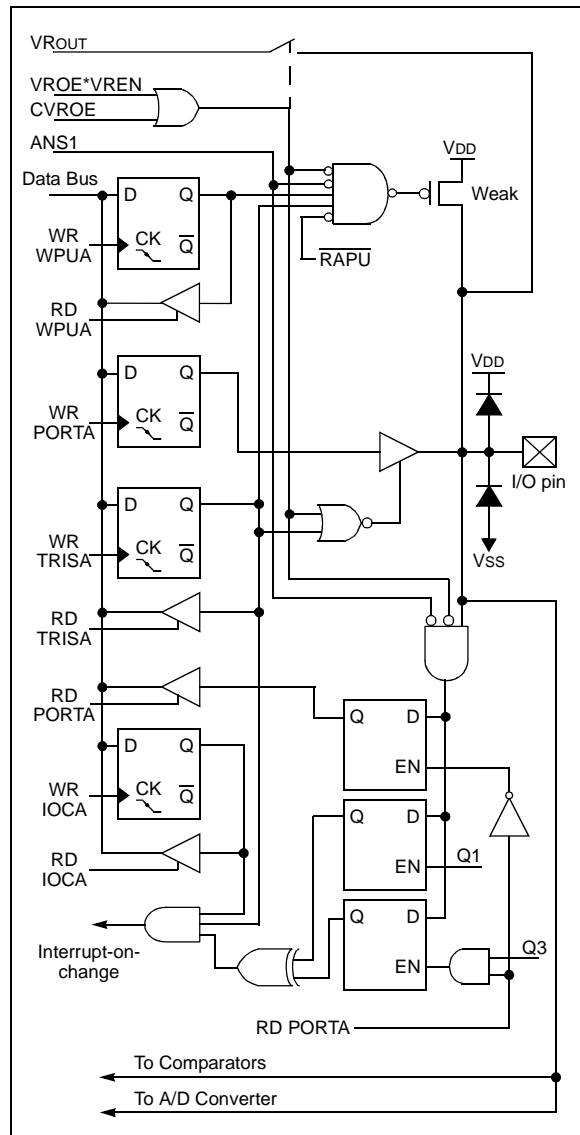 VROUT
VROE*VREN
CVROE
ANS1
VDD
Data Bus
D Q
Weak
WR
WPUA
CK Q
RAPU
RD
WPUA
VDD
D Q
WR
PORTA
CK Q
I/O pin
D Q
VSS
WR
TRISA
CK Q
RD
TRISA
RD
PORTA
Q D
D Q
EN
WR
IOCA
CK Q
Q D
RD
IOCA
EN
Q1
Q D
Interrupt-on-
change
Q3
EN
RD PORTA
To Comparators
To A/D Converter